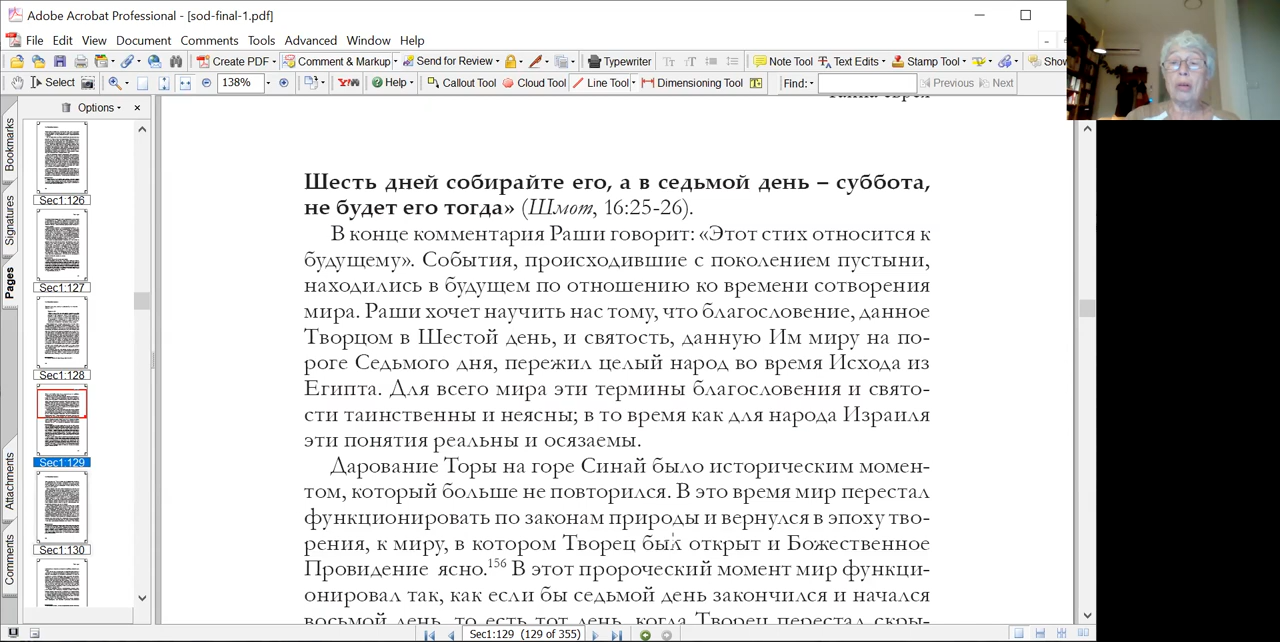 Adobe Acrobat Professional - [sod-final-1.pdf]
File Edit View Document Comments Tools Advanced Window Help
Create PDF Comment & Markup Send for Review Typewriter Note Tool Text Edits Stamp Tool Show
Select 138% Help Callout Tool Cloud Tool Line Tool Dimensioning Tool Find: Previous Next
Options
Bookmarks
Signatures
Pages
Attachments
Comments
Sec1:126
Sec1:127
Sec1:128
Sec1:129
Sec1:130
Шесть дней собирайте его, а в седьмой день – суббота,
не будет его тогда» (Шмот, 16:25-26).
В конце комментария Раши говорит: «Этот стих относится к
будущему». События, происходившие с поколением пустыни,
находились в будущем по отношению ко времени сотворения
мира. Раши хочет научить нас тому, что благословение, данное
Творцом в Шестой день, и святость, данную Им миру на по-
роге Седьмого дня, пережил целый народ во время Исхода из
Египта. Для всего мира эти термины благословения и свято-
сти таинственны и неясны; в то время как для народа Израиля
эти понятия реальны и осязаемы.
Дарование Торы на горе Синай было историческим момен-
том, который больше не повторился. В это время мир перестал
функционировать по законам природы и вернулся в эпоху тво-
рения, к миру, в котором Творец был открыт и Божественное
Провидение ясно.156 В этот пророческий момент мир функци-
онировал так, как если бы седьмой день закончился и начался
восьмой день, то есть тот день, когда Творец перестал скры-
Sec1:129 (129 of 355)